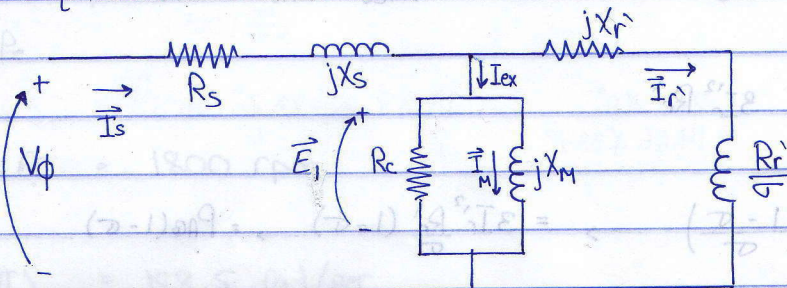 jXr'
Rs
jXs
Iex
Ir'
+
Is
Vϕ
-
E1
+
-
Rc
IM
jXM
Rr'
σ